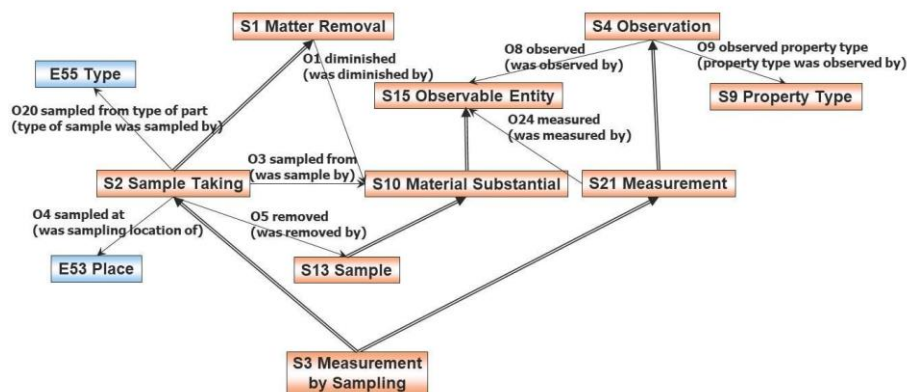 S1 Matter Removal
S4 Observation
O1 diminished
(was diminished by)
O8 observed
(was observed by)
O9 observed property type
(property type was observed by)
E55 Type
S15 Observable Entity
S9 Property Type
O20 sampled from type of part
(type of sample was sampled by)
O24 measured
(was measured by)
O3 sampled from
(was sample by)
S2 Sample Taking
S10 Material Substantial
S21 Measurement
O4 sampled at
(was sampling location of)
O5 removed
(was removed by)
E53 Place
S13 Sample
S3 Measurement
by Sampling